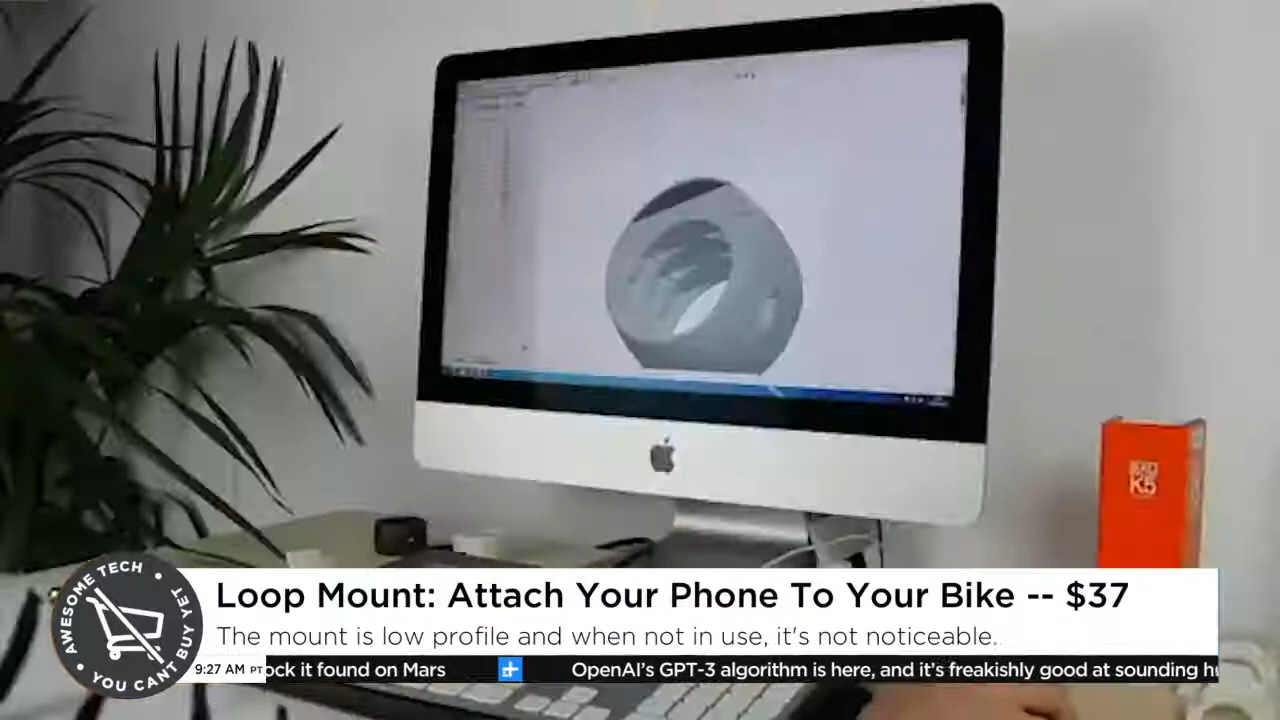 K5
AWESOME TECH
YOU CAN'T BUY YET
Loop Mount: Attach Your Phone To Your Bike -- $37
The mount is low profile and when not in use, it's not noticeable.
9:27 AM PT ock it found on Mars OpenAI's GPT-3 algorithm is here, and it's freakishly good at sounding h